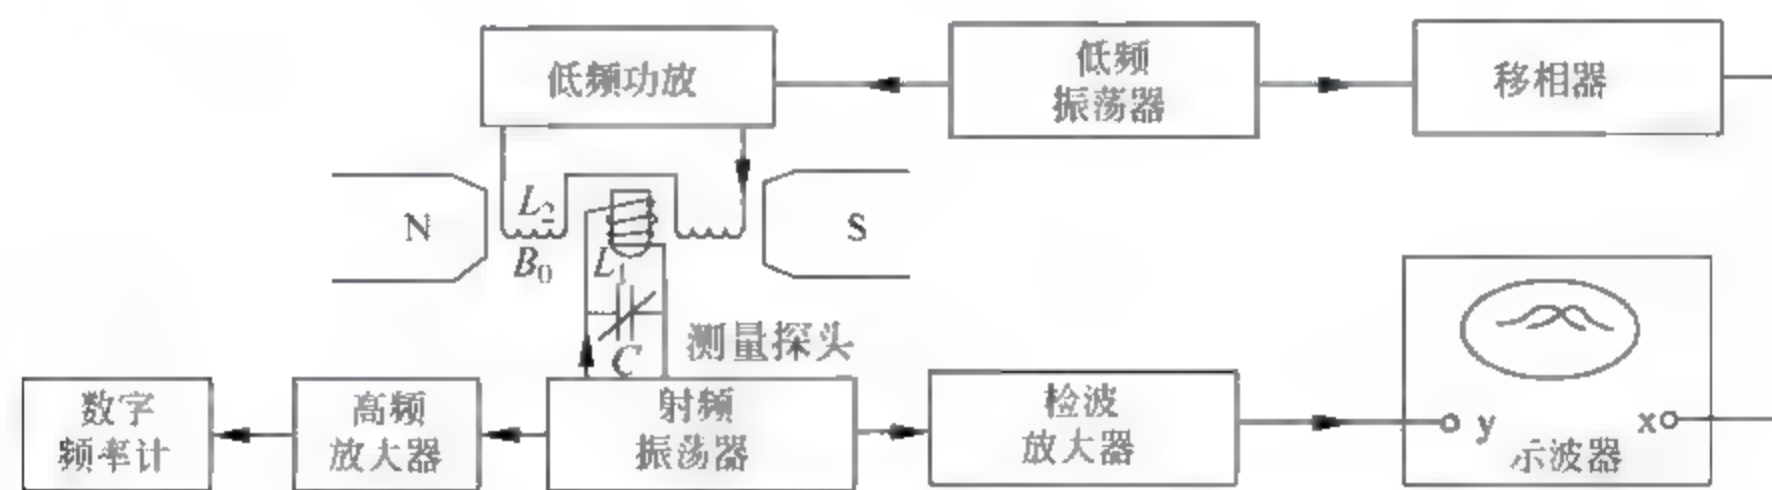 低频功放
低频
振荡器
移相器
N
L₂
B₀
L₁
S
C
测量探头
数字
频率计
高频
放大器
射频
振荡器
检波
放大器
y
x
示波器